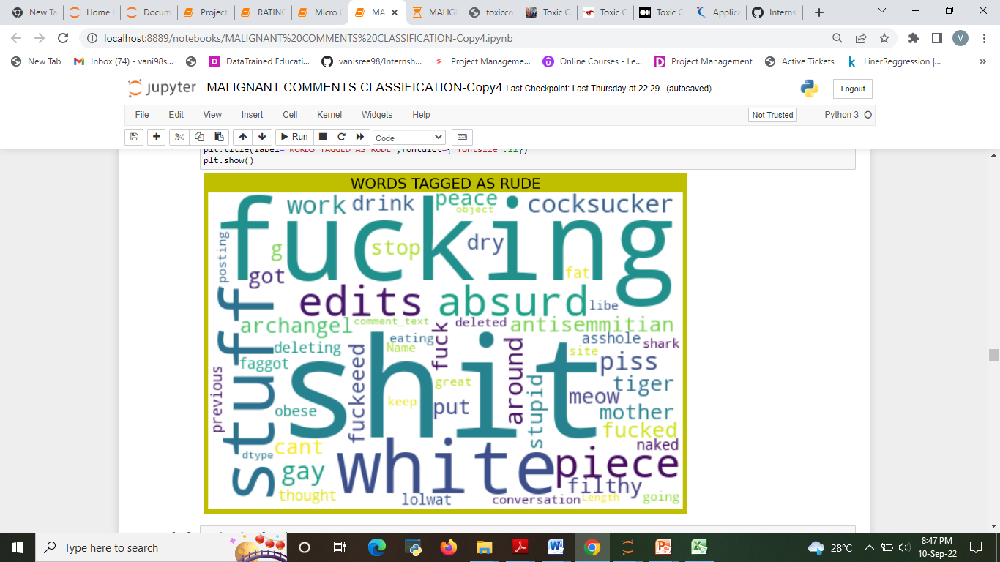 New Ta
Home
Docum
Project
RATING
Micro C
MA
MALIG
toxicco
Toxic C
Toxic C
Toxic C
Applica
Interns
localhost:8889/notebooks/MALIGNANT%20COMMENTS%20CLASSIFICATION-Copy4.ipynb
V
New Tab
Inbox (74) - vani98s...
DataTrained Educati...
vanisree98/Internsh...
Project Manageme...
Online Courses - Le...
Project Management
Active Tickets
LinerReggression |...
jupyter MALIGNANT COMMENTS CLASSIFICATION-Copy4 Last Checkpoint: Last Thursday at 22:29 (autosaved)
Logout
File Edit View Insert Cell Kernel Widgets Help
Not Trusted
Python 3
Run
Code
plt.title(label="WORDS TAGGED AS RUDE",fontdict={"fontsize":22})
plt.show()
WORDS TAGGED AS RUDE
work
drink
peace
object
cocksucker
fucking
posting
g
stop
dry
got
fat
edits
absurd
libe
stuff
archangel
comment_text
deleted
antisemmitian
deleting
eating
Name
fuck
asshole
shark
faggot
fuckeeed
shit
around
site
piss
previous
great
stupid
tiger
obese
keep
put
meow
mother
fucked
cant
dtype
naked
gay
white
piece
filthy
thought
lolwat
conversation
Length
going
Type here to search
28°C
8:47 PM
10-Sep-22